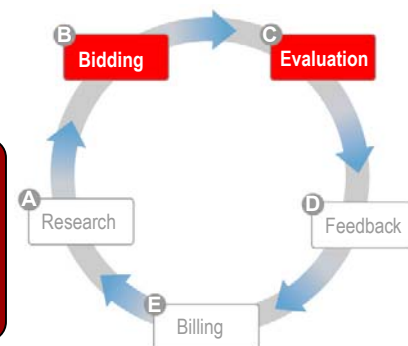 B
Bidding
C
Evaluation
A
Research
D
Feedback
E
Billing